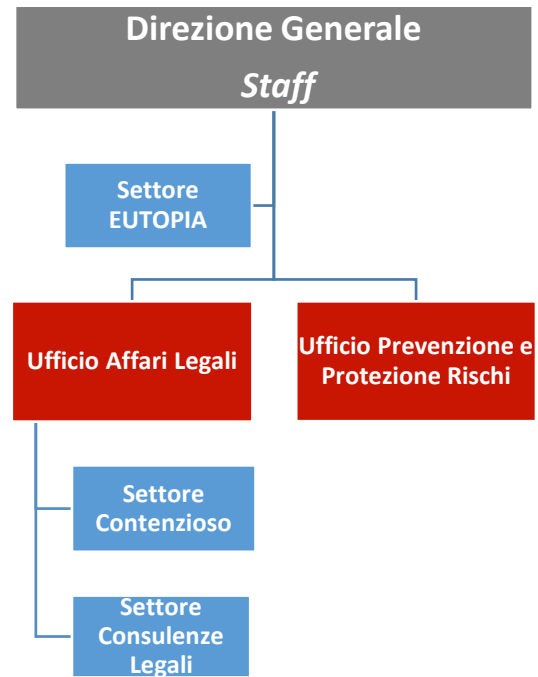 Direzione Generale
Staff
Settore
EUTOPIA
Ufficio Affari Legali
Ufficio Prevenzione e
Protezione Rischi
Settore
Contenzioso
Settore
Consulenze
Legali